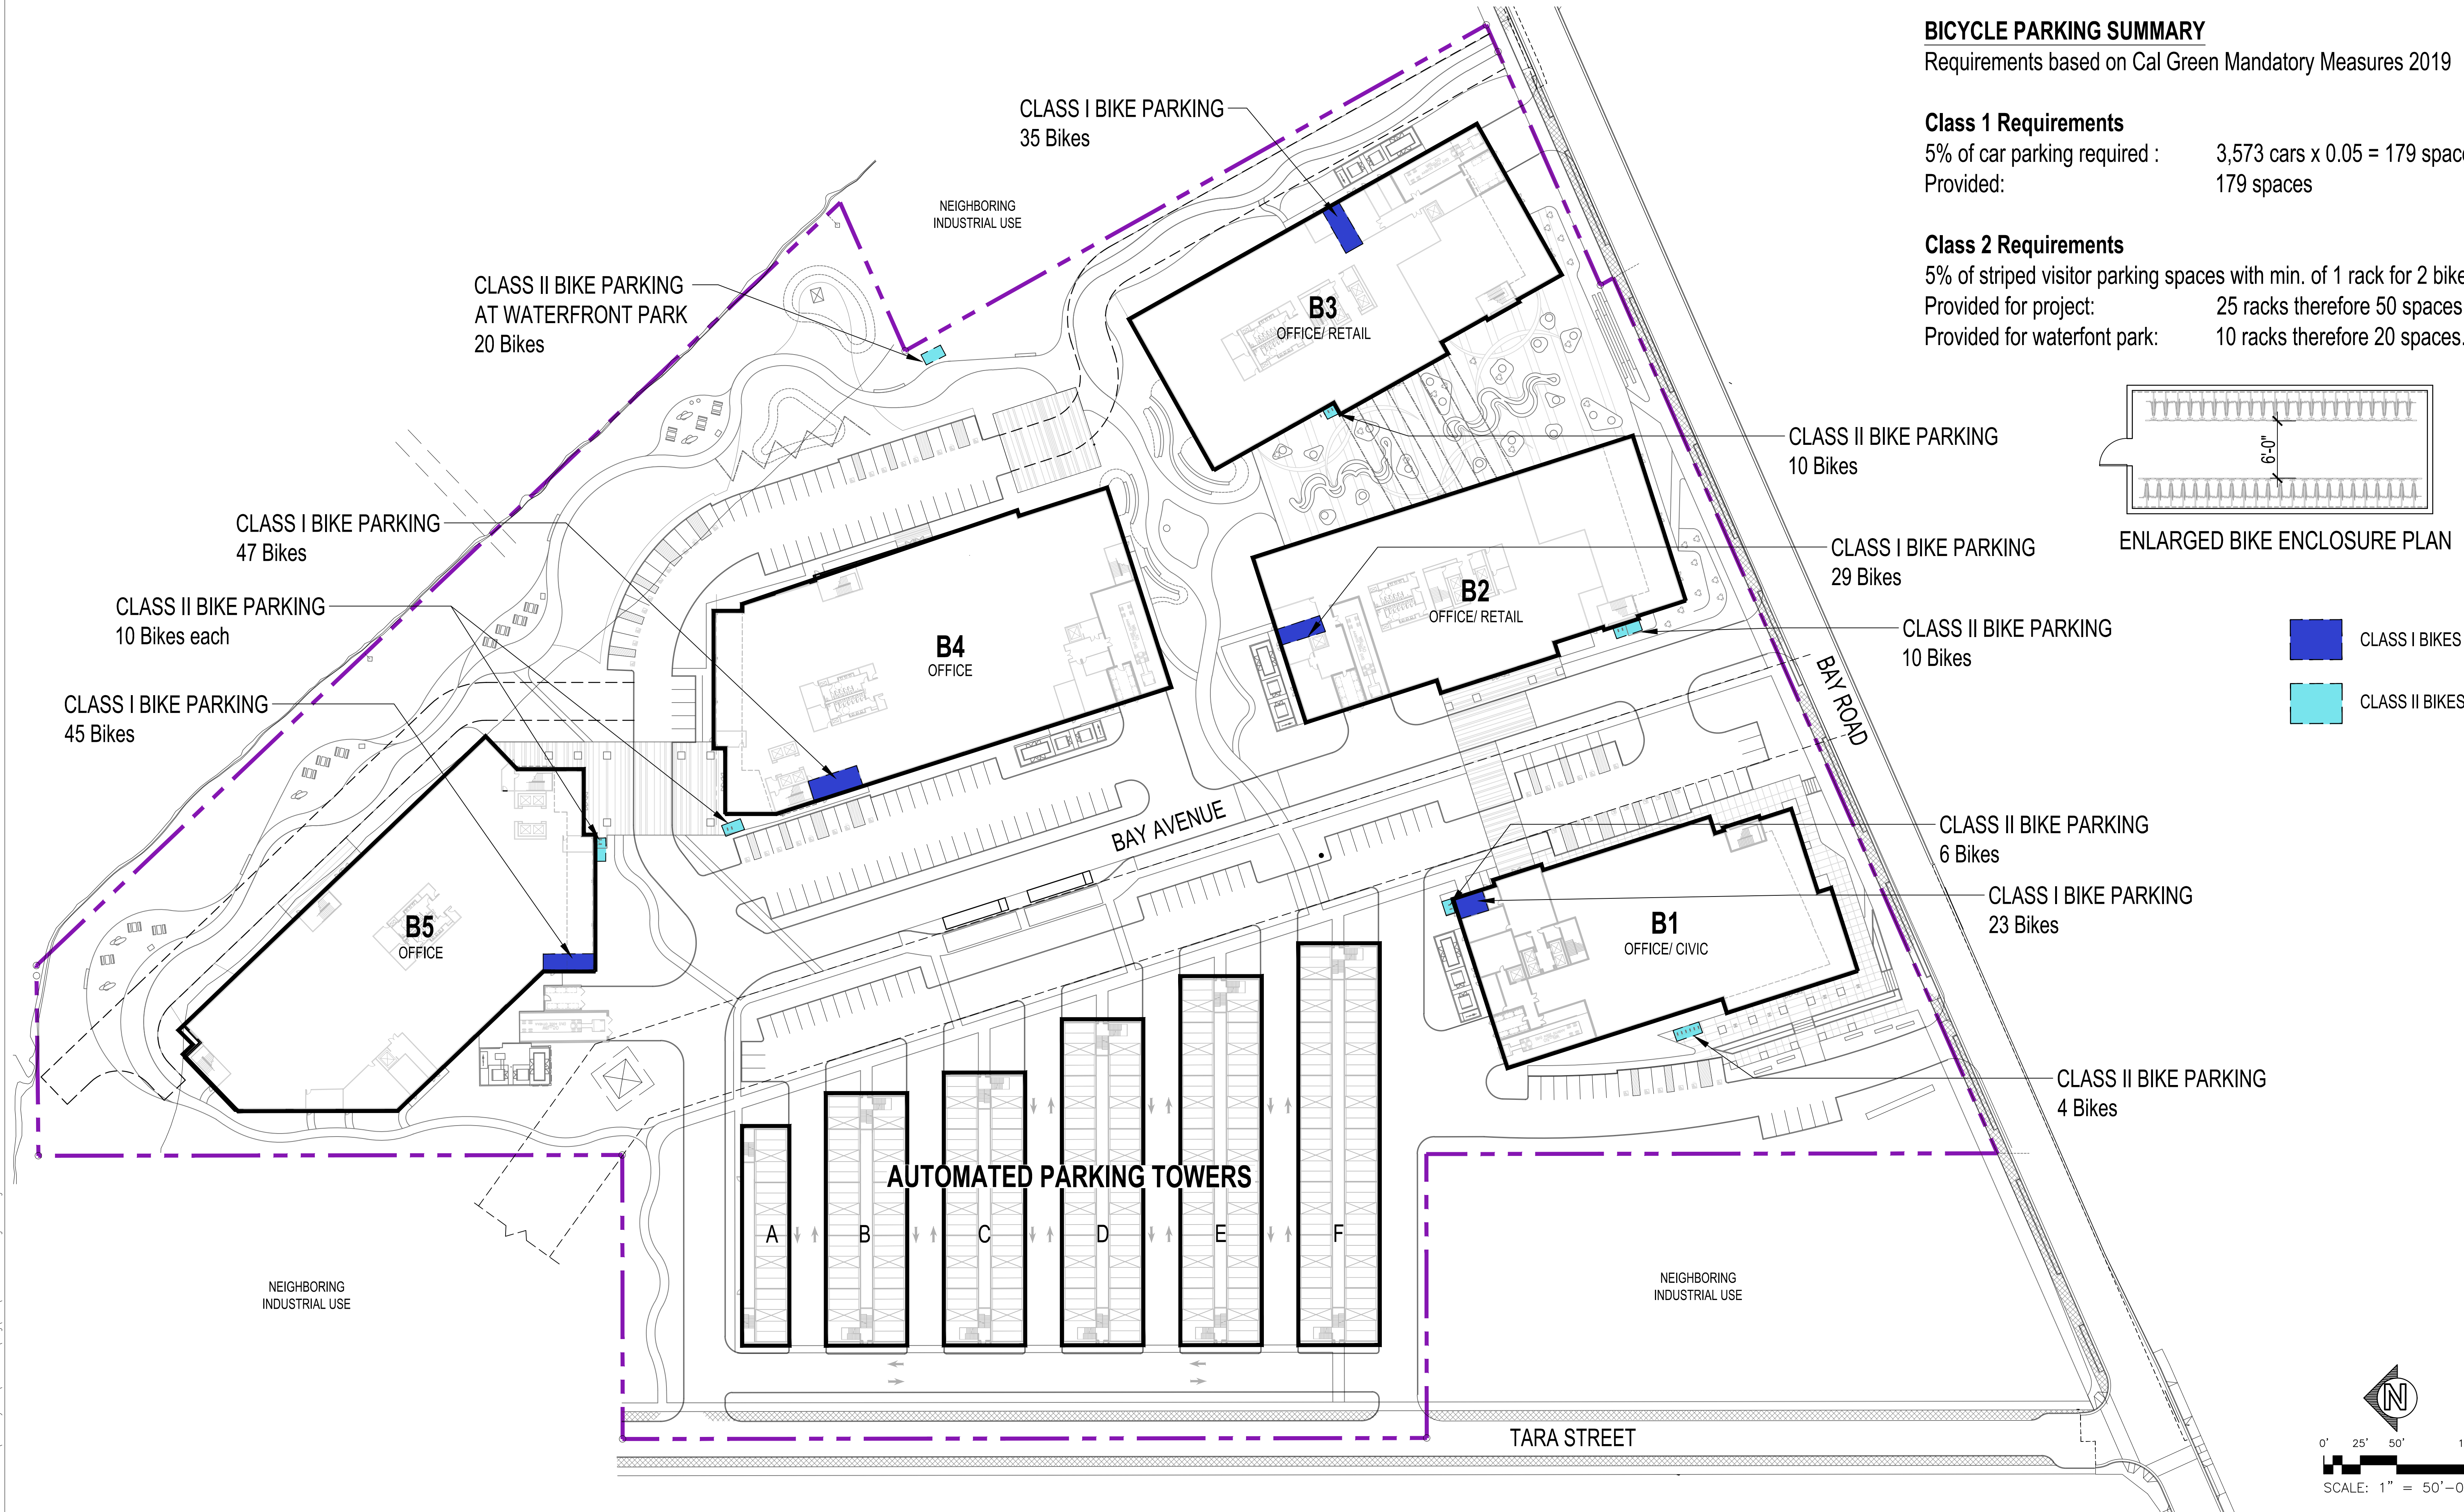 BICYCLE PARKING SUMMARY
Requirements based on Cal Green Mandatory Measures 2019
Class 1 Requirements
5% of car parking required : 3,573 cars x 0.05 = 179 spac
Provided: 179 spaces
Class 2 Requirements
5% of striped visitor parking spaces with min. of 1 rack for 2 bike
Provided for project: 25 racks therefore 50 spaces
Provided for waterfont park: 10 racks therefore 20 spaces.
6'-0"
ENLARGED BIKE ENCLOSURE PLAN
CLASS I BIKES
CLASS II BIKES
CLASS I BIKE PARKING
35 Bikes
NEIGHBORING
INDUSTRIAL USE
CLASS II BIKE PARKING
AT WATERFRONT PARK
20 Bikes
B3
OFFICE/ RETAIL
CLASS II BIKE PARKING
10 Bikes
CLASS I BIKE PARKING
47 Bikes
CLASS I BIKE PARKING
29 Bikes
CLASS II BIKE PARKING
10 Bikes each
B2
OFFICE/ RETAIL
CLASS II BIKE PARKING
10 Bikes
B4
OFFICE
CLASS I BIKE PARKING
45 Bikes
BAY ROAD
BAY AVENUE
CLASS II BIKE PARKING
6 Bikes
CLASS I BIKE PARKING
23 Bikes
B5
OFFICE
B1
OFFICE/ CIVIC
CLASS II BIKE PARKING
4 Bikes
AUTOMATED PARKING TOWERS
A
B
C
D
E
F
NEIGHBORING
INDUSTRIAL USE
NEIGHBORING
INDUSTRIAL USE
TARA STREET
N
0' 25' 50' 1
SCALE: 1" = 50'-0